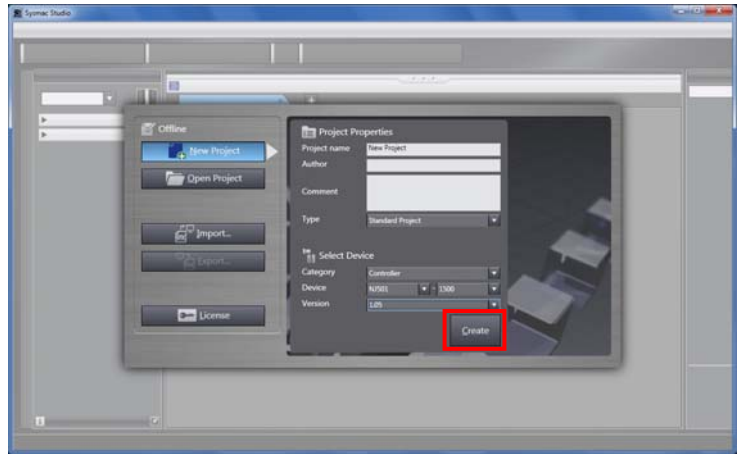 Sysmac Studio
Offline
New Project
Open Project
Import...
Export...
License
Project Properties
Project name New Project
Author
Comment
Type Standard Project
Select Device
Category Controller
Device NJ501 - 1500
Version 1.05
Create